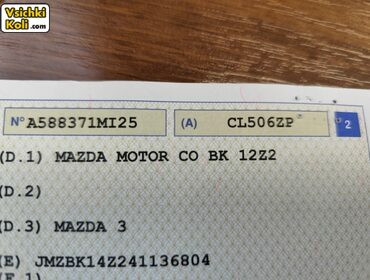 Vsichki
Koli.com
N° A588371MI25
(A) CL506ZP 2
(D.1) MAZDA MOTOR CO BK 12Z2
(D.2)
(D.3) MAZDA 3
(E) JMZBK14Z241136804